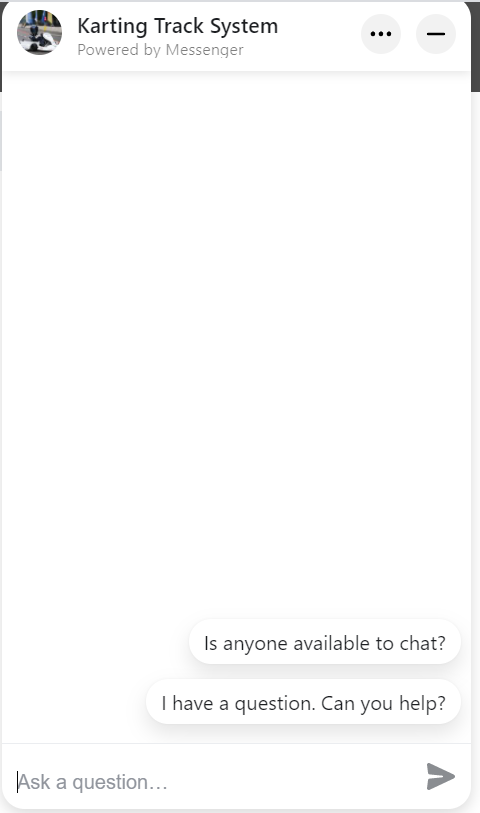 Karting Track System
Powered by Messenger
Is anyone available to chat?
I have a question. Can you help?
Ask a question…